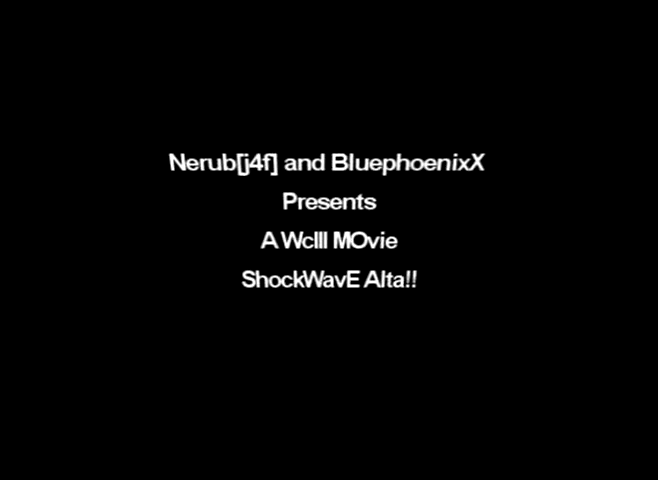 Nerub[j4f] and BluephoenixX
Presents
A WcIII MOvie
ShockWavE Alta!!